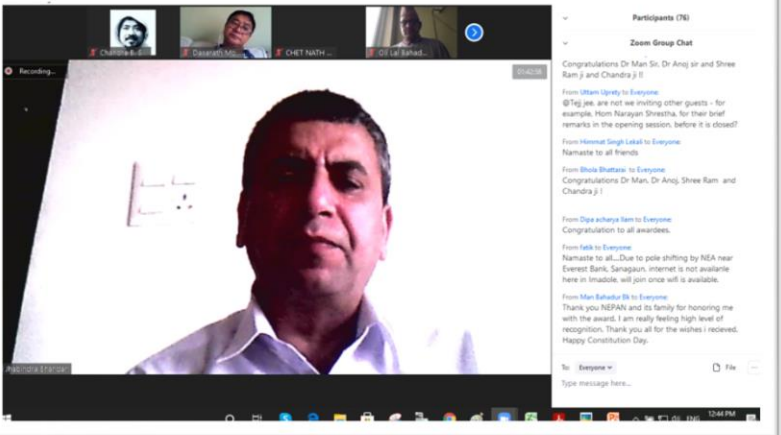 Chandra B. S
Dasarath Mo...
CHET NATH ...
Dil Lal Bahad...
Recording...
01:42:58
Participants (76)
Zoom Group Chat
Congratulations Dr Man Sir, Dr Anoj sir and Shree
Ram ji and Chandra ji !!
From Uttam Uprety to Everyone:
@Tejj jee, are not we inviting other guests - for
example, Hom Narayan Shrestha, for their brief
remarks in the opening session, before it is closed?
From Himmat Singh Lekali to Everyone:
Namaste to all friends
From Bhola Bhattarai to Everyone:
Congratulations Dr Man, Dr Anoj, Shree Ram and
Chandra ji !
From Dipa acharya Ilam to Everyone:
Congratulation to all awardees.
From fatik to Everyone:
Namaste to all....Due to pole shifting by NEA near
Everest Bank, Sanagaun, internet is not availanle
here in Imadole, will join once wifi is available.
From Man Bahadur Bk to Everyone:
Thank you NEPAN and its family for honoring me
with the award. I am really feeling high level of
recognition. Thank you all for the wishes i recieved.
Happy Constitution Day.
To: Everyone
File
Type message here...
ENG
12:44 PM